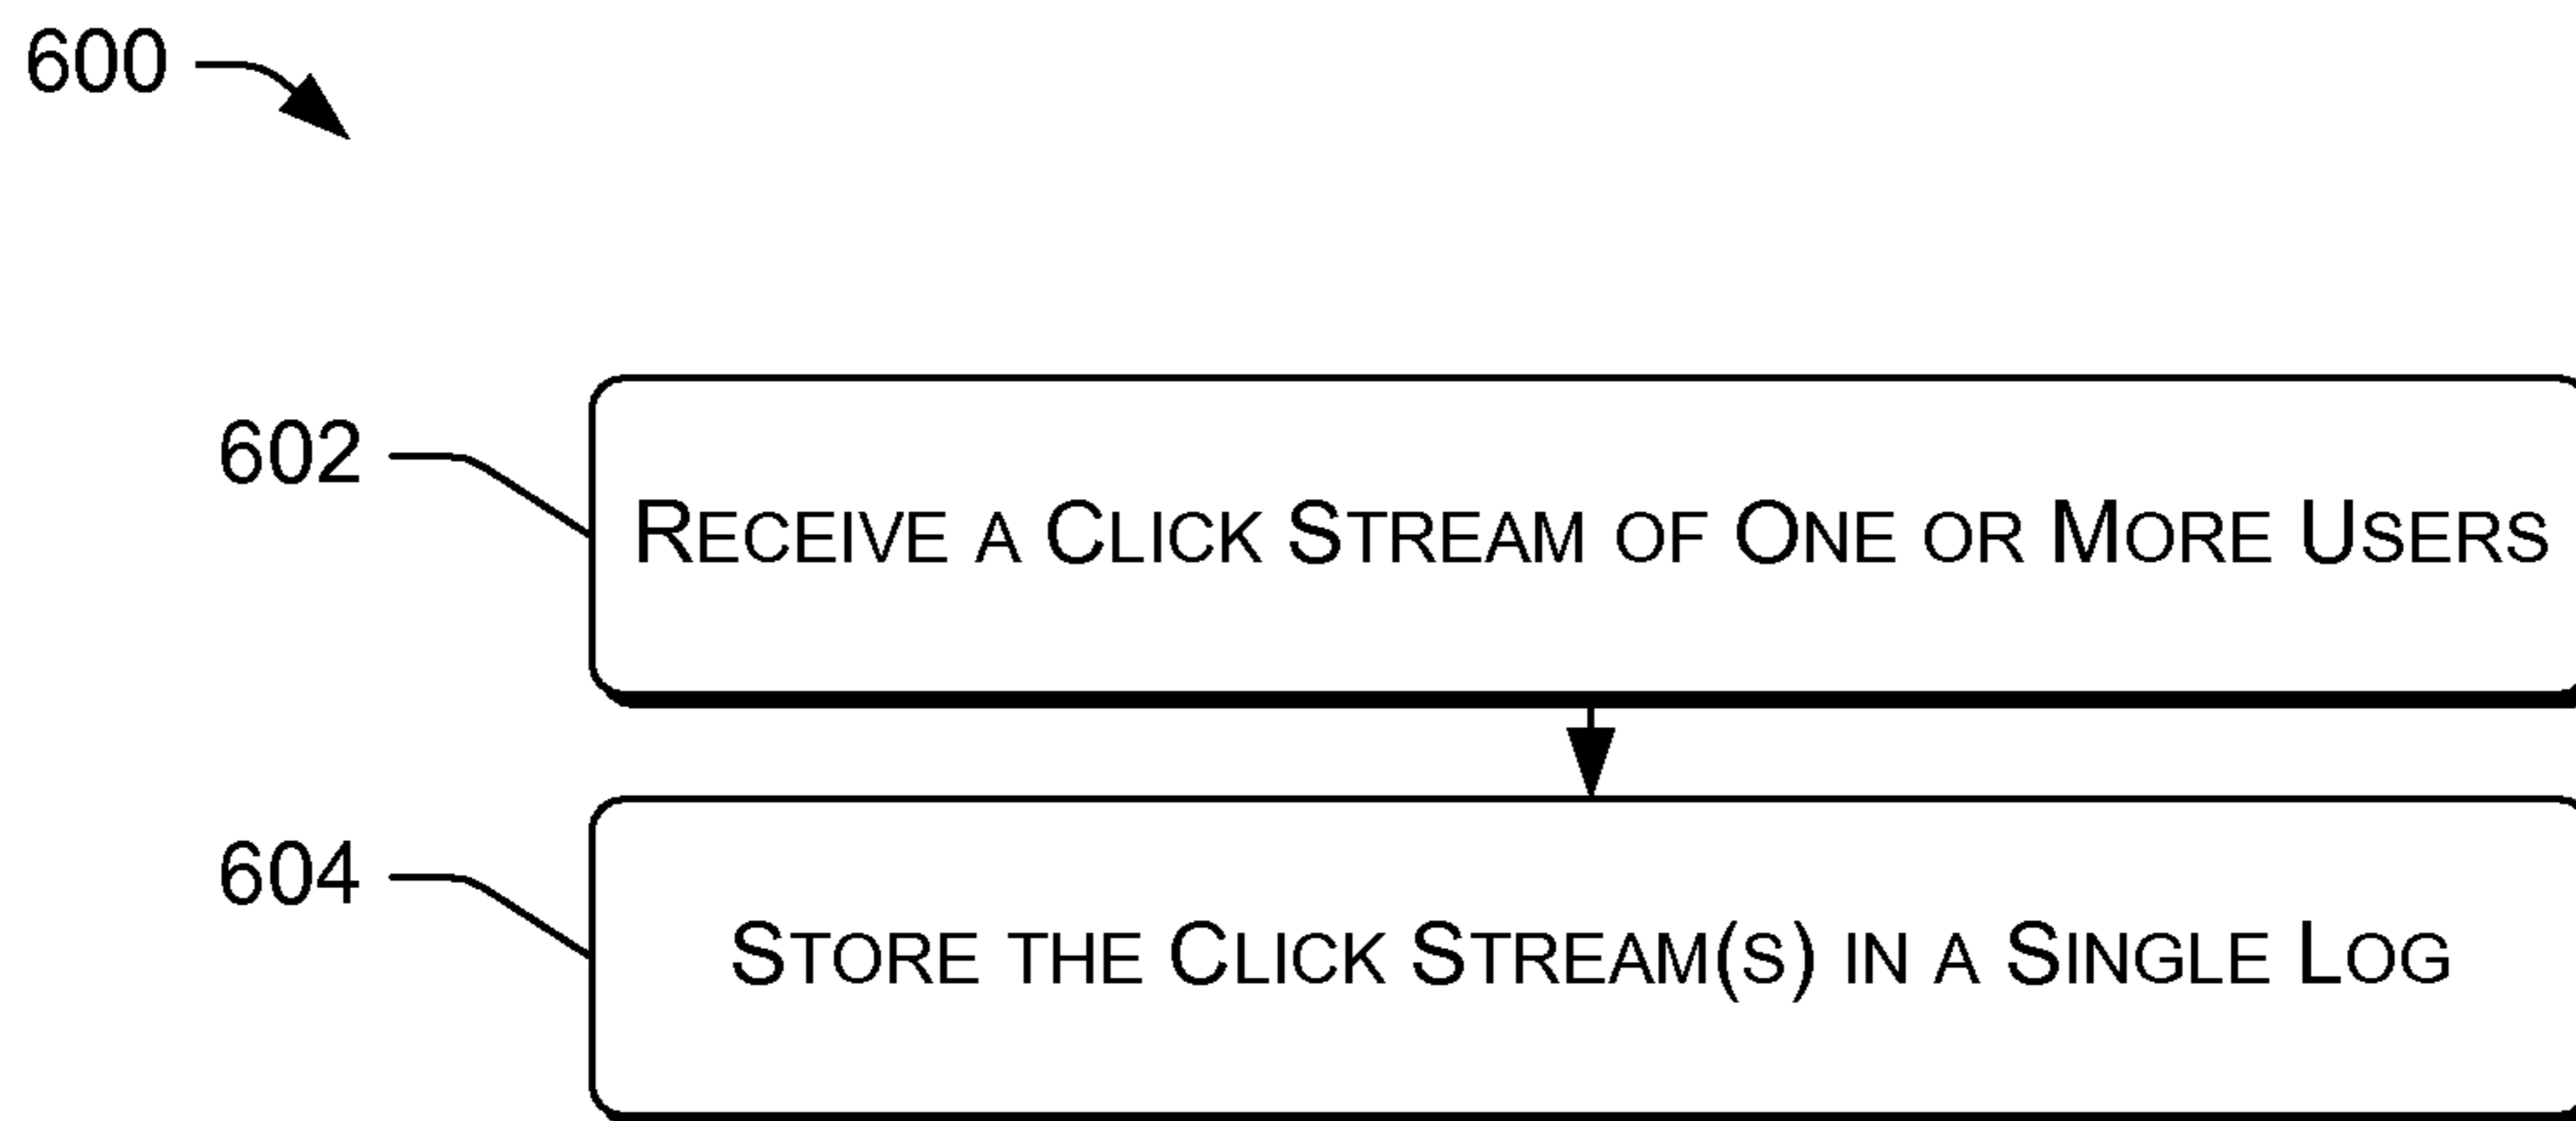 600
602
RECEIVE A CLICK STREAM OF ONE OR MORE USERS
604
STORE THE CLICK STREAM(S) IN A SINGLE LOG